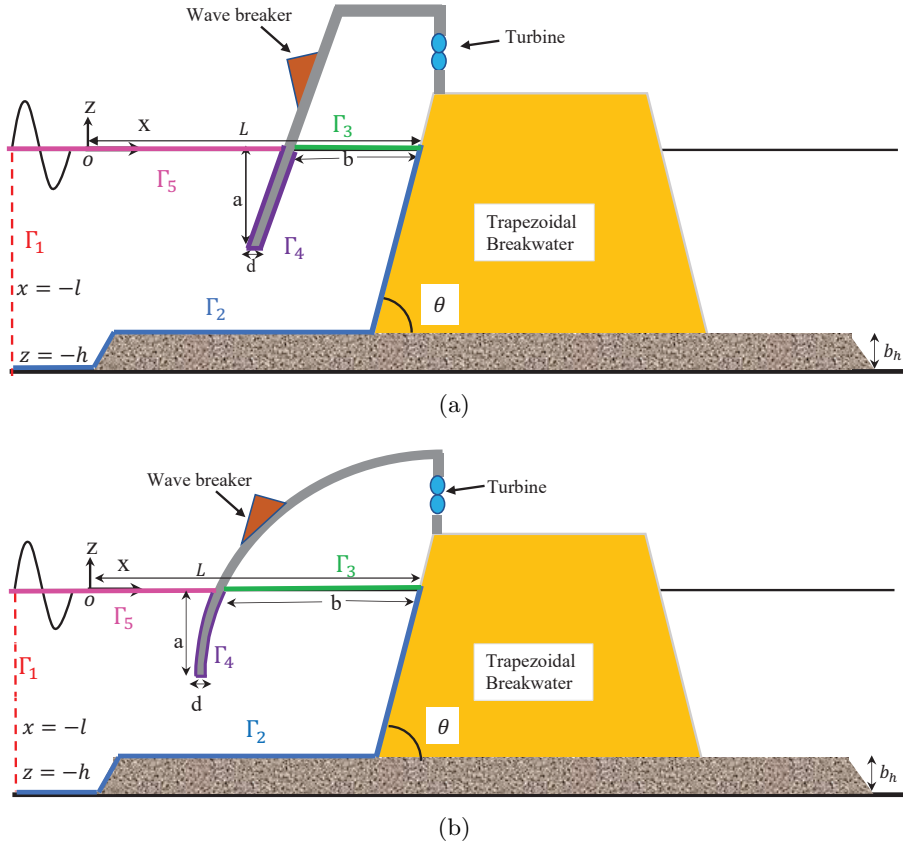 Wave breaker
Turbine
z
x
L
Γ₃
o
b
Γ₅
a
Γ₄
Γ₁
d
Trapezoidal
Breakwater
x = −l
Γ₂
θ
z = −h
b_h
(a)
Wave breaker
Turbine
z
x
L
Γ₃
o
Γ₅
b
a
Γ₄
Γ₁
Trapezoidal
Breakwater
d
x = −l
Γ₂
θ
z = −h
b_h
(b)